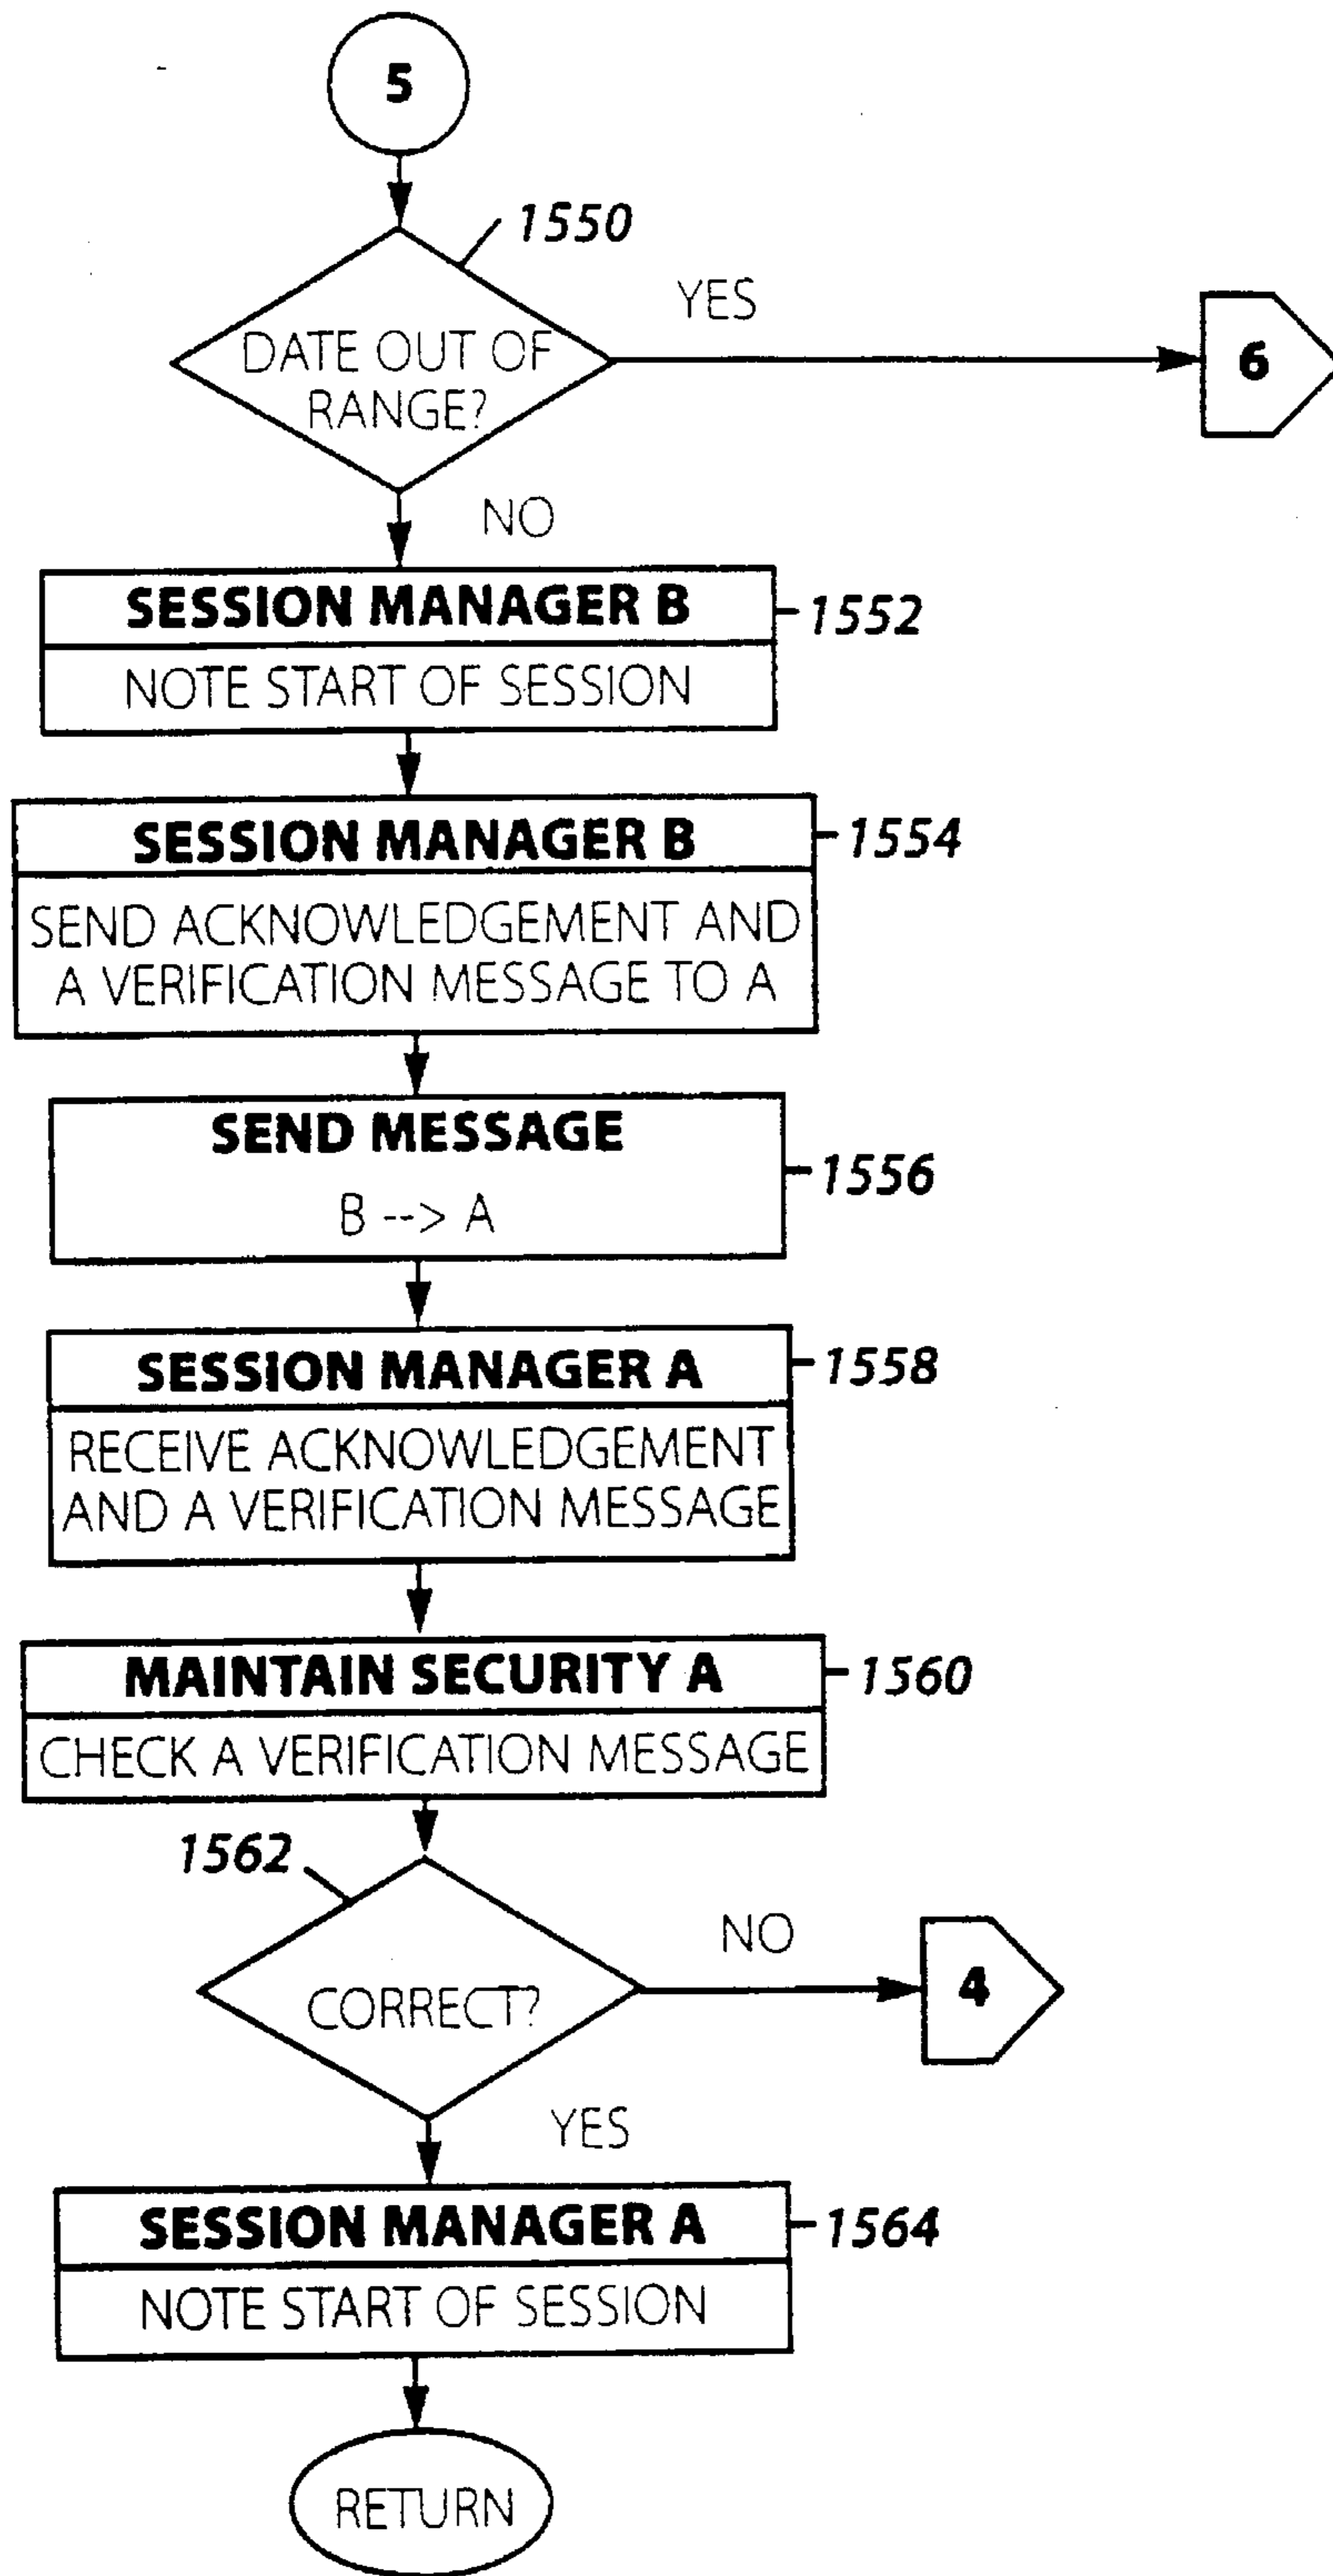 5
1550
YES
DATE OUT OF
RANGE?
6
NO
SESSION MANAGER B
1552
NOTE START OF SESSION
SESSION MANAGER B
1554
SEND ACKNOWLEDGEMENT AND
A VERIFICATION MESSAGE TO A
SEND MESSAGE
1556
B --> A
SESSION MANAGER A
1558
RECEIVE ACKNOWLEDGEMENT
AND A VERIFICATION MESSAGE
MAINTAIN SECURITY A
1560
CHECK A VERIFICATION MESSAGE
1562
NO
CORRECT?
4
YES
SESSION MANAGER A
1564
NOTE START OF SESSION
RETURN